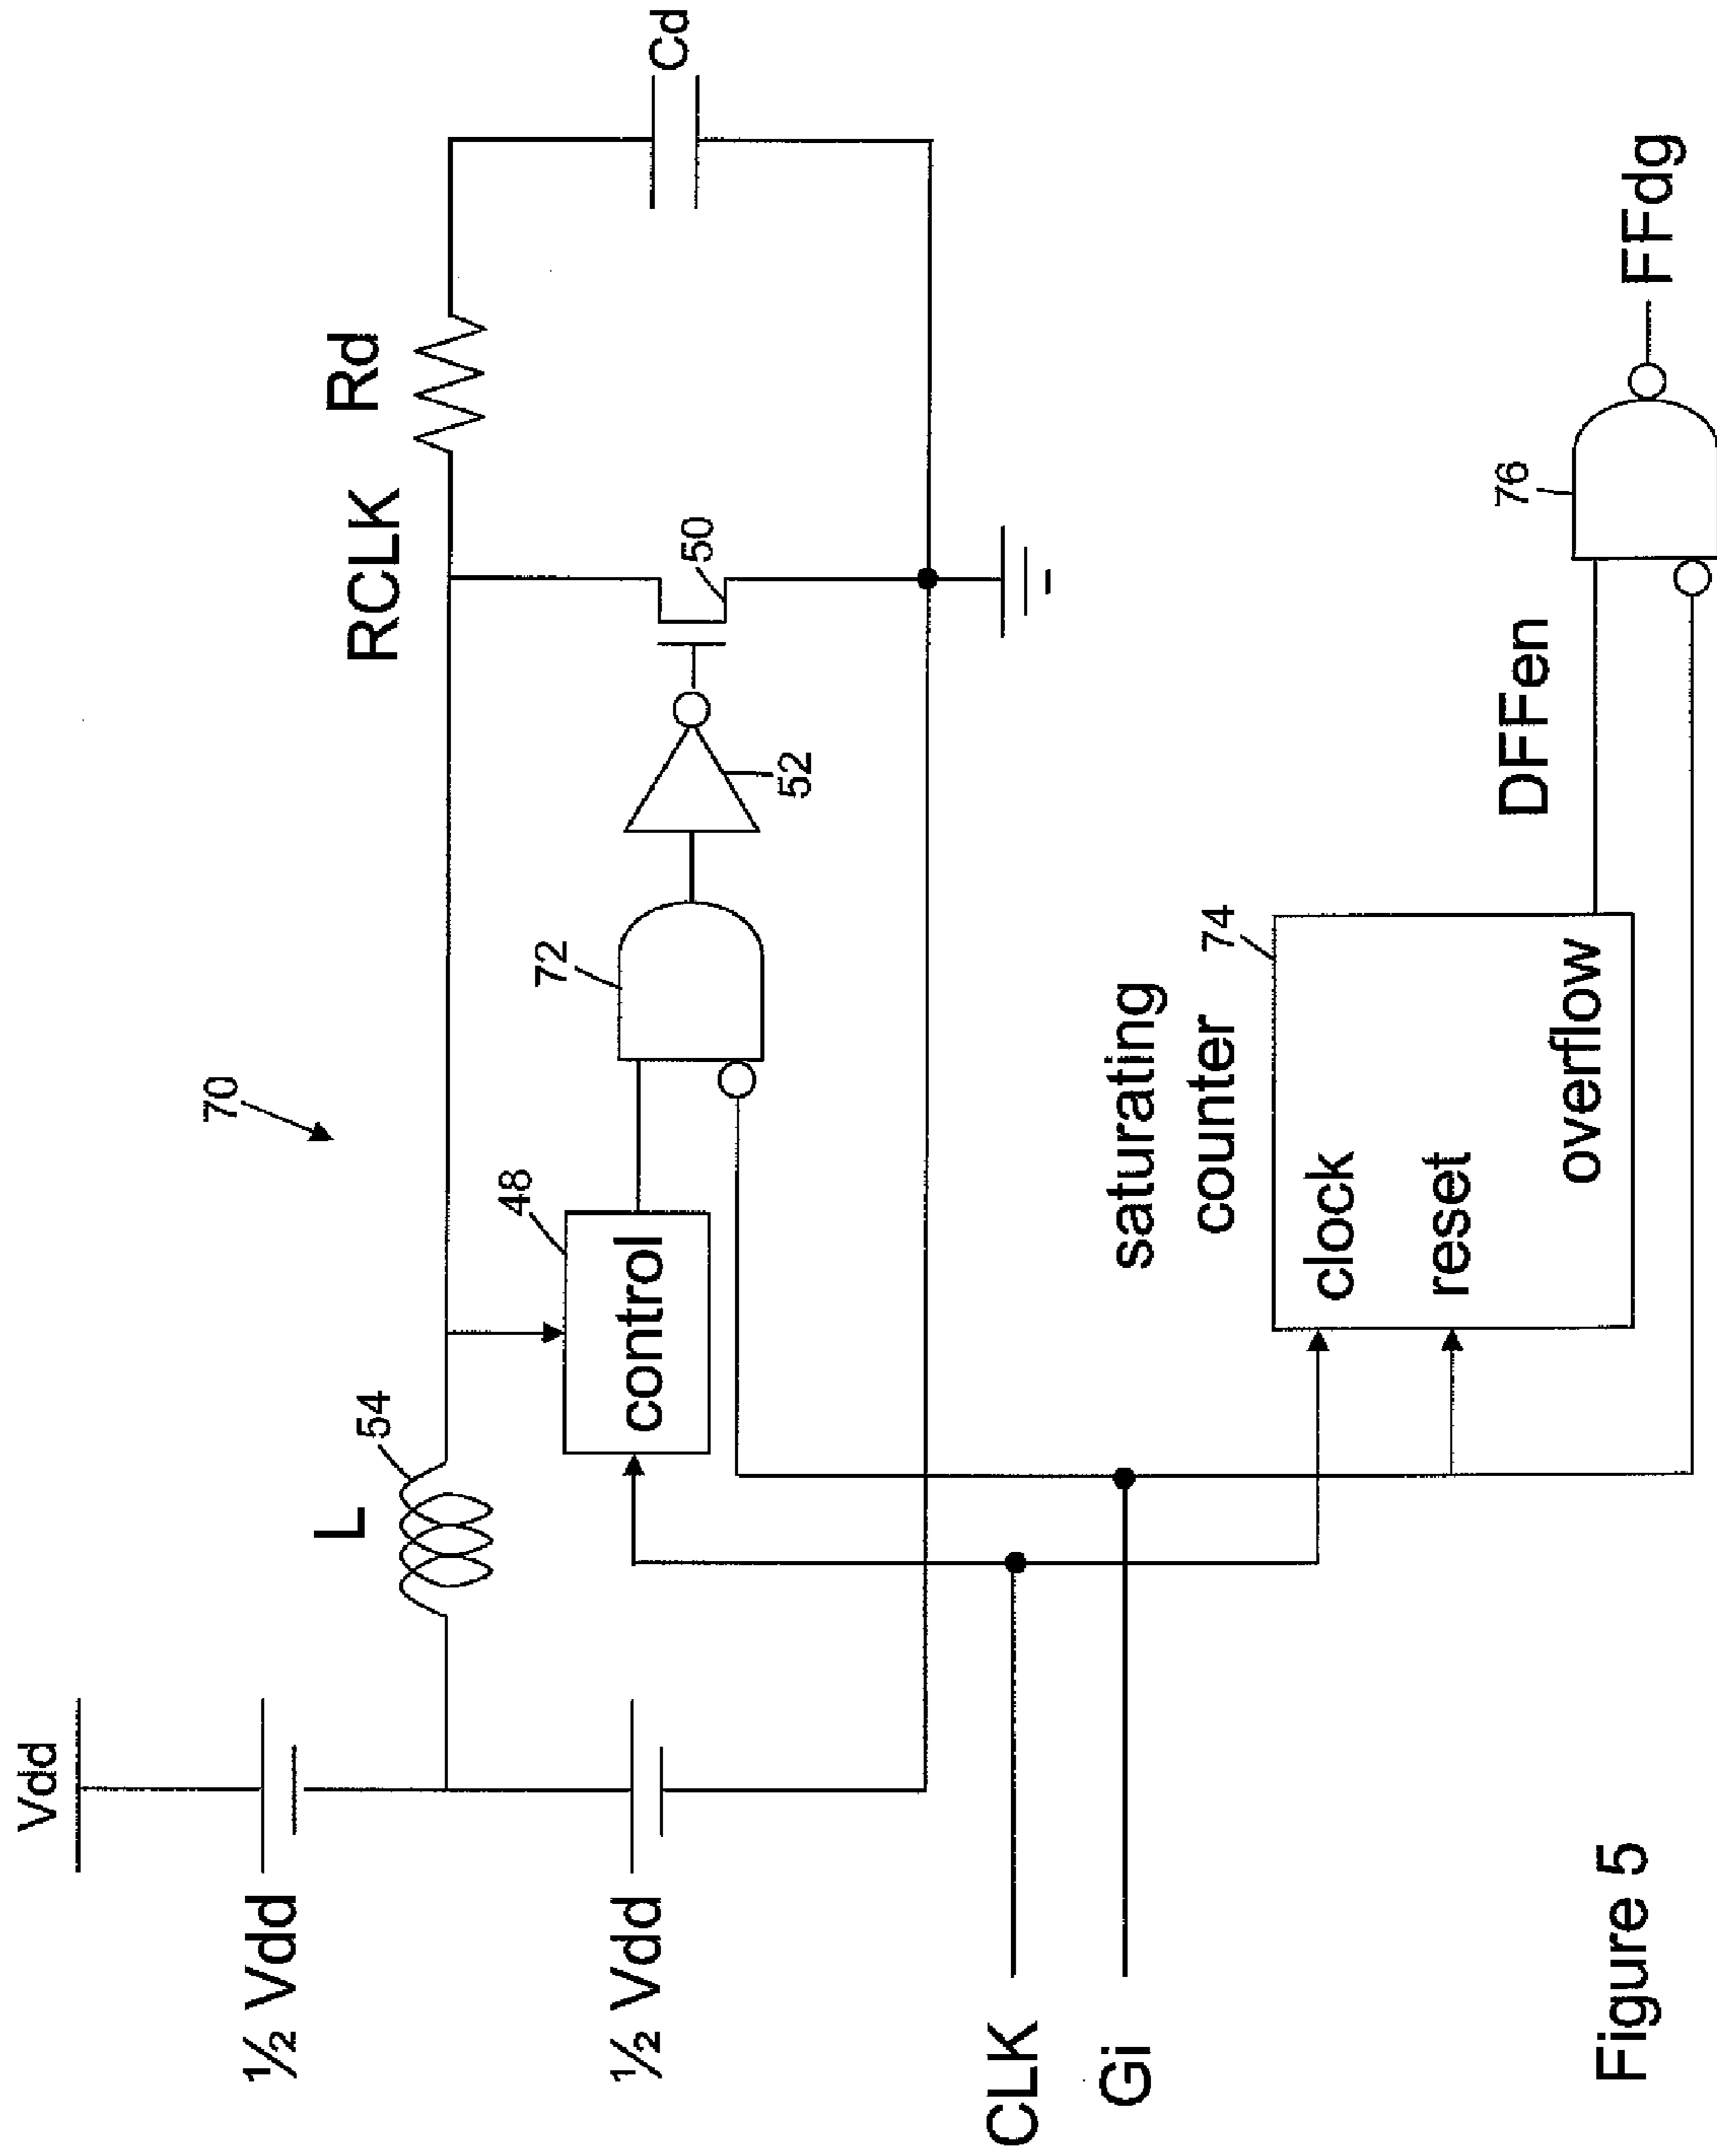 Vdd
½ Vdd
½ Vdd
L
54
70
RCLK
Rd
Cd
48
control
72
52
50
CLK
Gi
saturating
counter
74
clock
reset
overflow
DFFen
76
FFdg
Figure 5